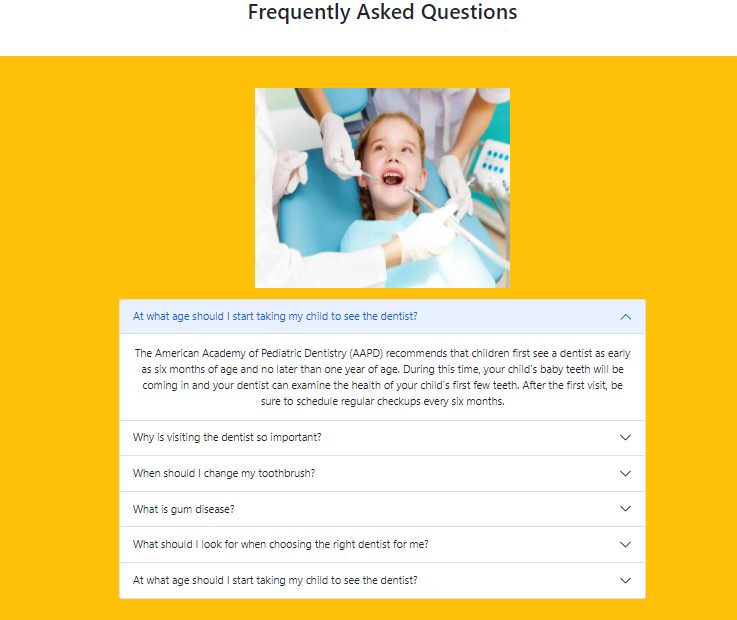 Frequently Asked Questions
At what age should I start taking my child to see the dentist?
The American Academy of Pediatric Dentistry (AAPD) recommends that children first see a dentist as early
as six months of age and no later than one year of age. During this time, your child's baby teeth will be
coming in and your dentist can examine the health of your child's first few teeth. After the first visit, be
sure to schedule regular checkups every six months.
Why is visiting the dentist so important?
When should I change my toothbrush?
What is gum disease?
What should I look for when choosing the right dentist for me?
At what age should I start taking my child to see the dentist?